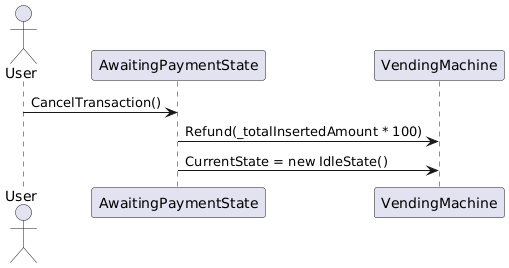 User
AwaitingPaymentState
VendingMachine
CancelTransaction()
Refund(_totalInsertedAmount * 100)
CurrentState = new IdleState()
User
AwaitingPaymentState
VendingMachine